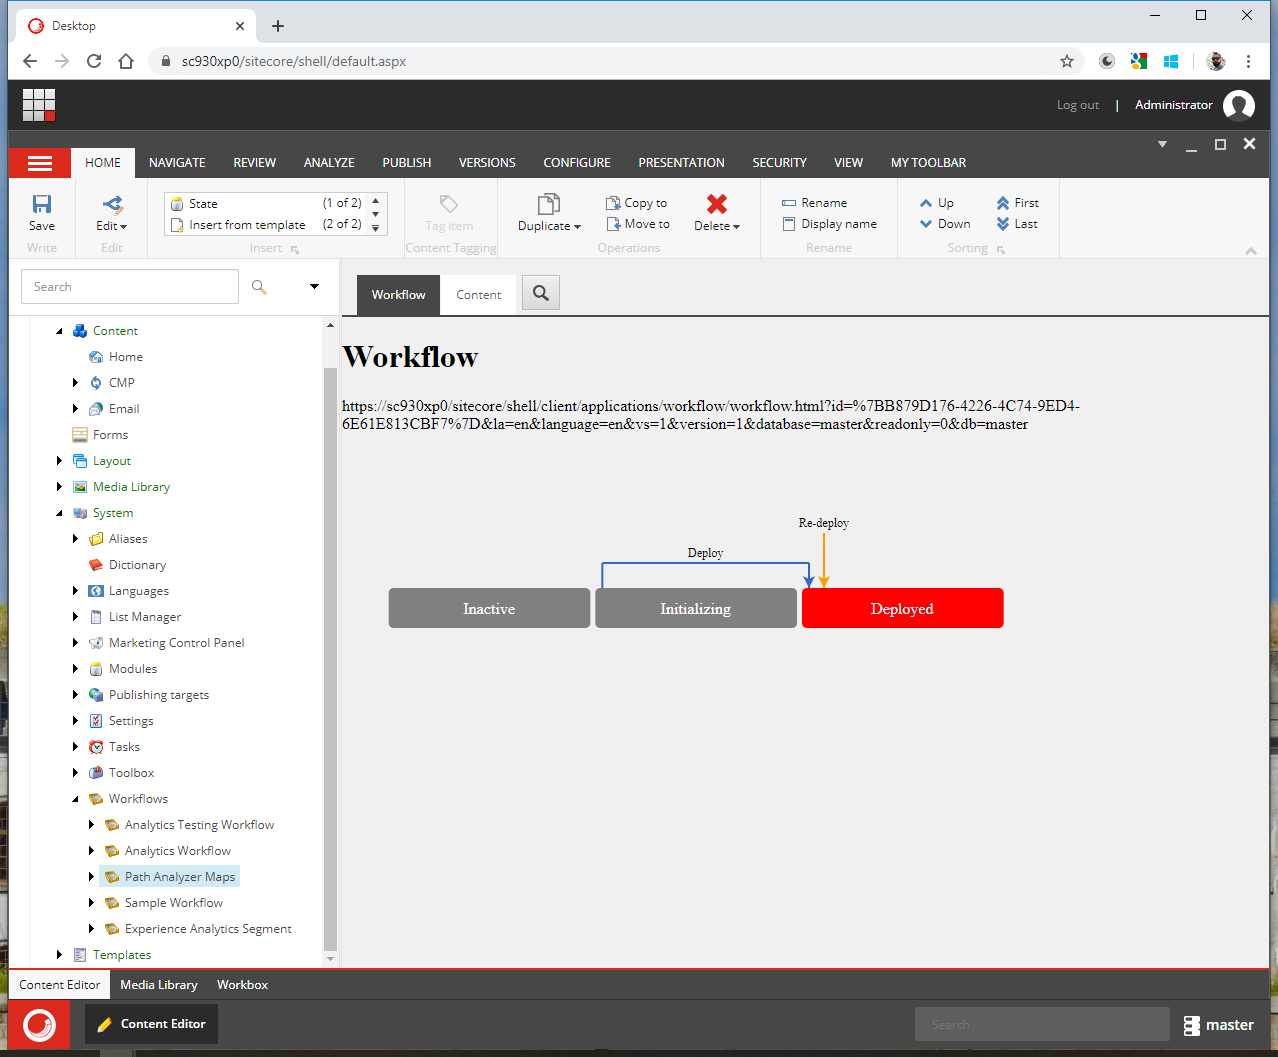 Desktop
sc930xp0/sitecore/shell/default.aspx
Log out | Administrator
HOME NAVIGATE REVIEW ANALYZE PUBLISH VERSIONS CONFIGURE PRESENTATION SECURITY VIEW MY TOOLBAR
State (1 of 2)
Insert from template (2 of 2)
Save
Write
Edit
Edit
Insert
Tag item
Content Tagging
Duplicate
Copy to
Move to
Delete
Operations
Rename
Display name
Rename
Up
Down
First
Last
Sorting
Search
Workflow
Content
Content
Home
CMP
Email
Forms
Layout
Media Library
System
Aliases
Dictionary
Languages
List Manager
Marketing Control Panel
Modules
Publishing targets
Settings
Tasks
Toolbox
Workflows
Analytics Testing Workflow
Analytics Workflow
Path Analyzer Maps
Sample Workflow
Experience Analytics Segment
Templates
Workflow
https://sc930xp0/sitecore/shell/client/applications/workflow/workflow.html?id=%7BB879D176-4226-4C74-9ED4-
6E61E813CBF7%7D&la=en&language=en&vs=1&version=1&database=master&readonly=0&db=master
Re-deploy
Deploy
Inactive
Initializing
Deployed
Content Editor
Media Library
Workbox
Content Editor
Search
master